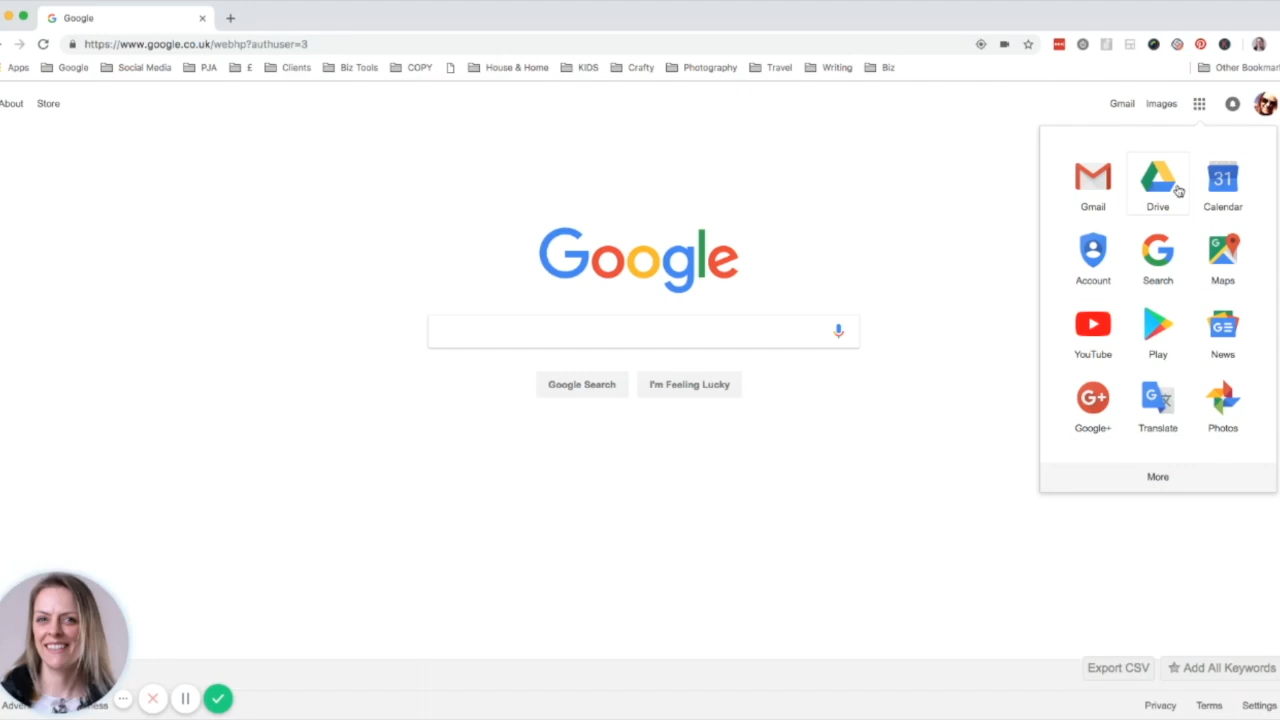 Google
https://www.google.co.uk/webhp?authuser=3
Apps Google Social Media PJA £ Clients Biz Tools COPY House & Home KIDS Crafty Photography Travel Writing Biz Other Bookmar
About Store Gmail Images
Gmail Drive 31 Calendar
Account Search Maps
YouTube Play News
Google+ Translate Photos
More
Google
Google Search I'm Feeling Lucky
Export CSV Add All Keywords
Privacy Terms Settings